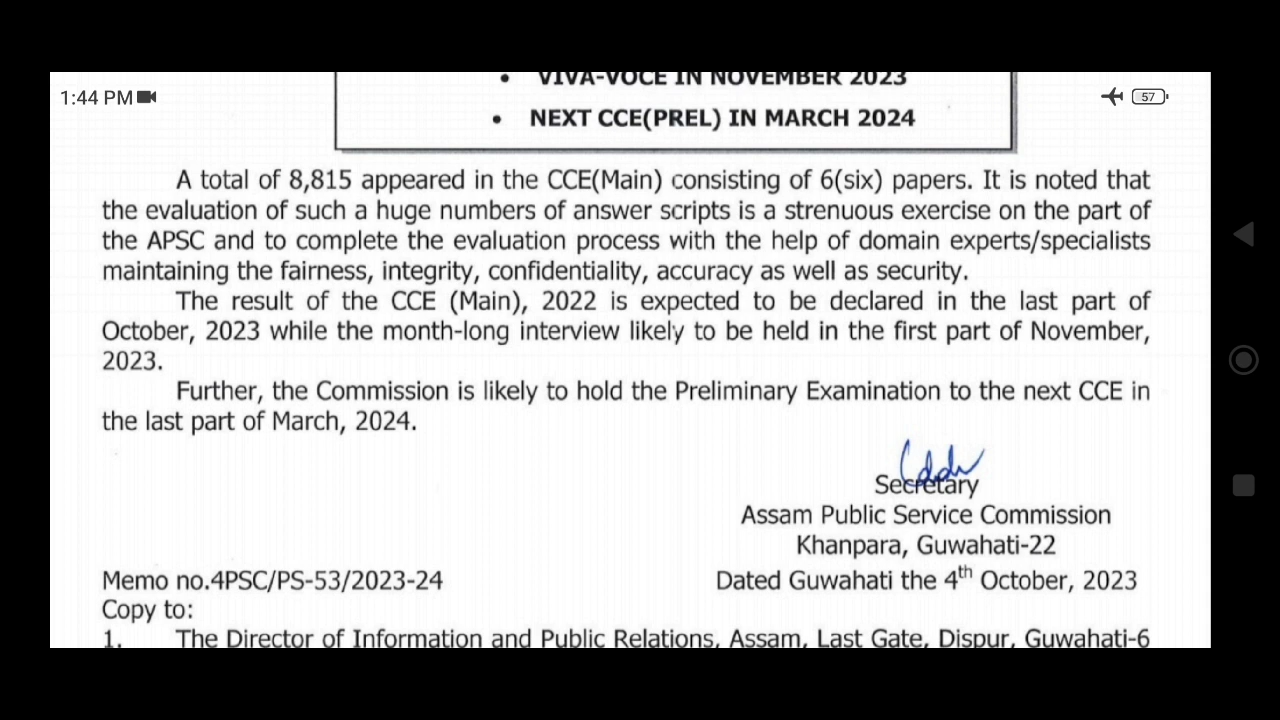 • VIVA-VOCE IN NOVEMBER 2023
1:44 PM
57
• NEXT CCE(PREL) IN MARCH 2024
A total of 8,815 appeared in the CCE(Main) consisting of 6(six) papers. It is noted that
the evaluation of such a huge numbers of answer scripts is a strenuous exercise on the part of
the APSC and to complete the evaluation process with the help of domain experts/specialists
maintaining the fairness, integrity, confidentiality, accuracy as well as security.
The result of the CCE (Main), 2022 is expected to be declared in the last part of
October, 2023 while the month-long interview likely to be held in the first part of November,
2023.
Further, the Commission is likely to hold the Preliminary Examination to the next CCE in
the last part of March, 2024.
Secretary
Assam Public Service Commission
Khanpara, Guwahati-22
Memo no.4PSC/PS-53/2023-24
Dated Guwahati the 4th October, 2023
Copy to:
1. The Director of Information and Public Relations, Assam, Last Gate, Dispur, Guwahati-6